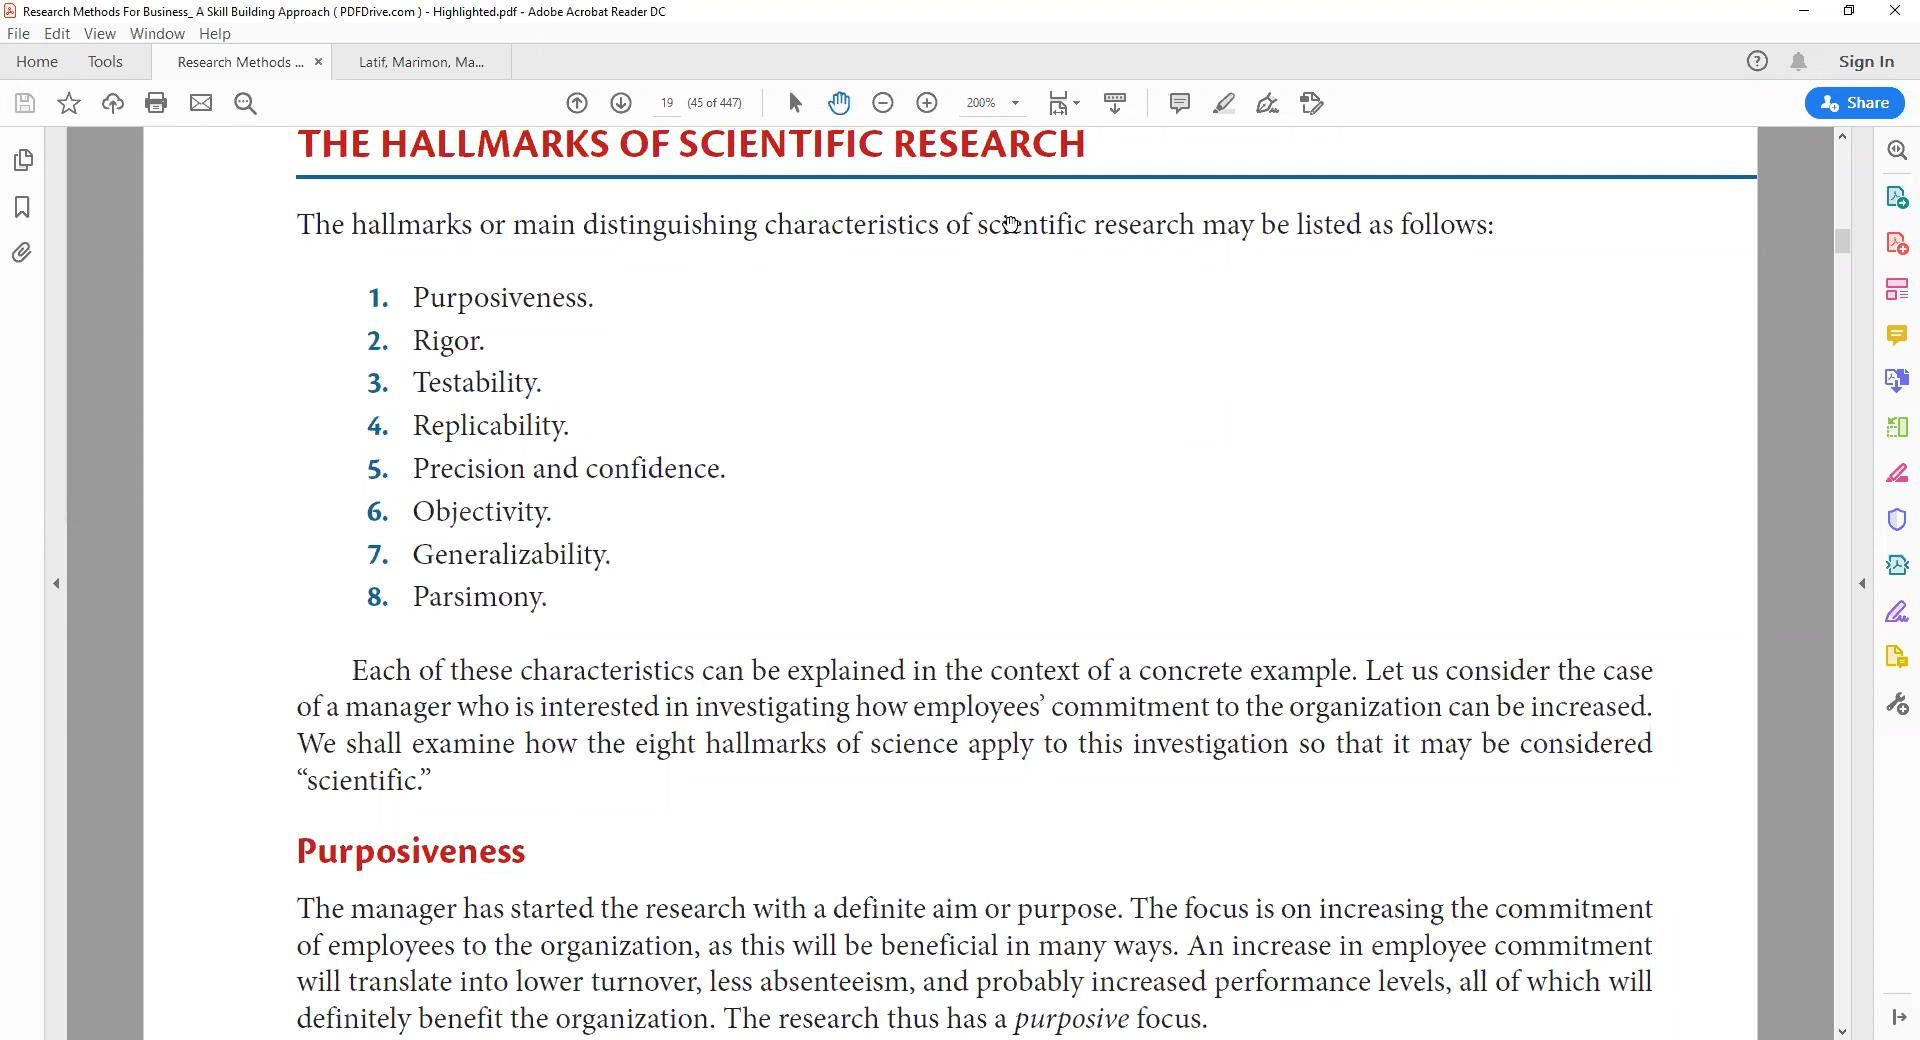 Research Methods For Business_ A Skill Building Approach ( PDFDrive.com ) - Highlighted.pdf - Adobe Acrobat Reader DC
File Edit View Window Help
Home Tools Research Methods ... × Latif, Marimon, Ma... Sign In
19 (45 of 447) 200% Share
THE HALLMARKS OF SCIENTIFIC RESEARCH
The hallmarks or main distinguishing characteristics of scientific research may be listed as follows:
1. Purposiveness.
2. Rigor.
3. Testability.
4. Replicability.
5. Precision and confidence.
6. Objectivity.
7. Generalizability.
8. Parsimony.
Each of these characteristics can be explained in the context of a concrete example. Let us consider the case
of a manager who is interested in investigating how employees’ commitment to the organization can be increased.
We shall examine how the eight hallmarks of science apply to this investigation so that it may be considered
“scientific.”
Purposiveness
The manager has started the research with a definite aim or purpose. The focus is on increasing the commitment
of employees to the organization, as this will be beneficial in many ways. An increase in employee commitment
will translate into lower turnover, less absenteeism, and probably increased performance levels, all of which will
definitely benefit the organization. The research thus has a purposive focus.